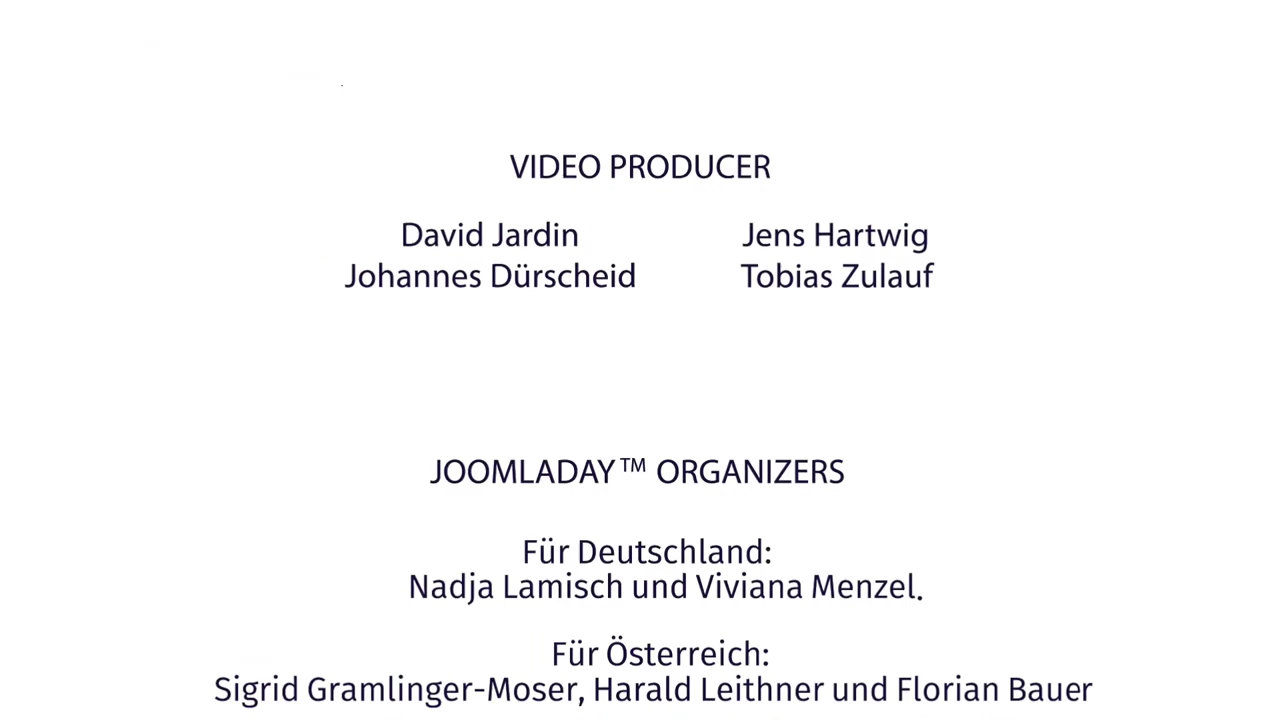 VIDEO PRODUCER
David Jardin Jens Hartwig
Johannes Dürscheid Tobias Zulauf
JOOMLADAY™ ORGANIZERS
Für Deutschland:
Nadja Lamisch und Viviana Menzel.
Für Österreich:
Sigrid Gramlinger-Moser, Harald Leithner und Florian Bauer